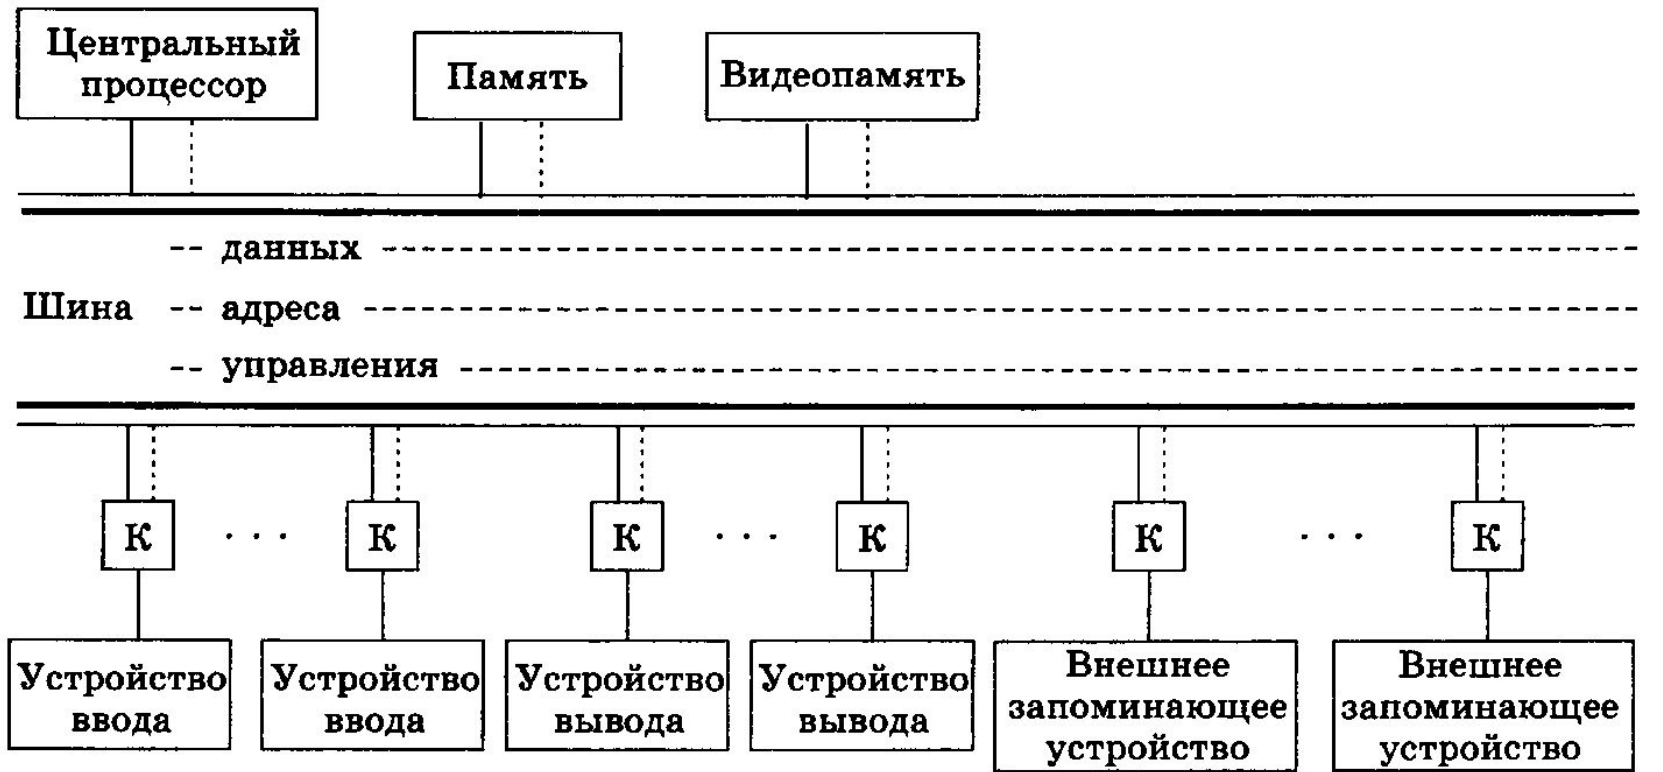 Центральный
процессор
Память
Видеопамять
-- данных
Шина -- адреса
-- управления
К ... К К ... К К ... К
Устройство
ввода
Устройство
ввода
Устройство
вывода
Устройство
вывода
Внешнее
запоминающее
устройство
Внешнее
запоминающее
устройство